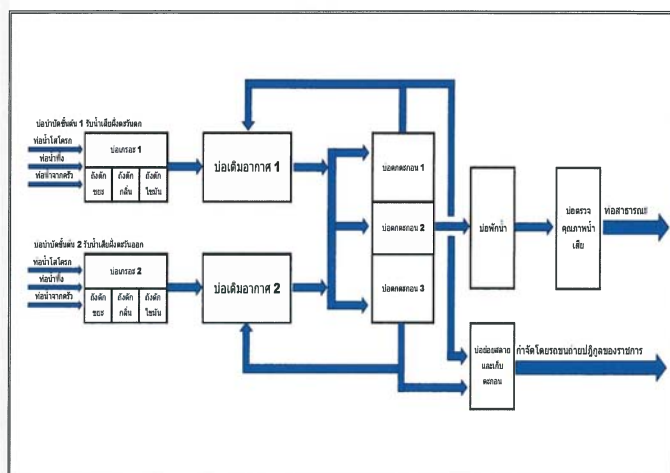 บ่อบำบัดขั้นต้น 1 รับน้ำเสียฝั่งตะวันตก
ท่อน้ำโสโครก
ท่อน้ำทิ้ง
ท่อน้ำจากครัว
บ่อเกรอะ 1
ถังดัก
ขยะ
ถังดัก
กลิ่น
ถังดัก
ไขมัน
บ่อเติมอากาศ 1
บ่อตกตะกอน 1
บ่อตกตะกอน 2
บ่อตกตะกอน 3
บ่อพักน้ำ
บ่อตรวจ
คุณภาพน้ำ
เสีย
ท่อสาธารณะ
บ่อบำบัดขั้นต้น 2 รับน้ำเสียฝั่งตะวันออก
ท่อน้ำโสโครก
ท่อน้ำทิ้ง
ท่อน้ำจากครัว
บ่อเกรอะ 2
ถังดัก
ขยะ
ถังดัก
กลิ่น
ถังดัก
ไขมัน
บ่อเติมอากาศ 2
บ่อย่อยสลาย
และเก็บ
ตะกอน
กำจัดโดยรถขนถ่ายปฏิกูลของราชการ